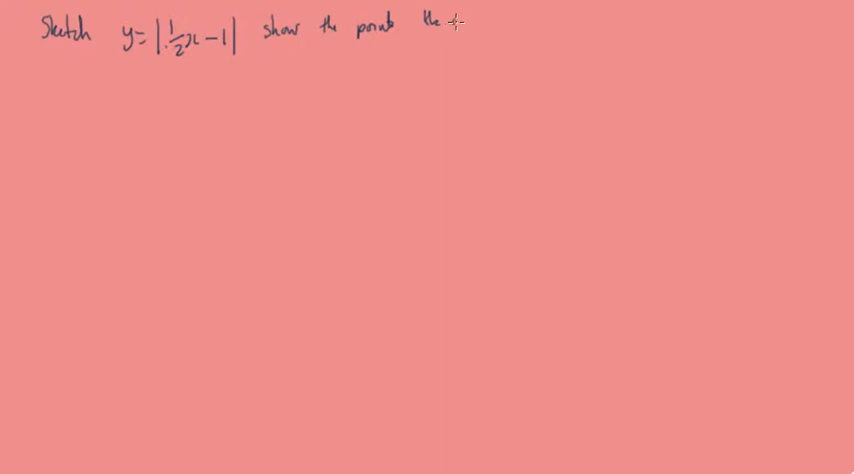 Sketch y = |½x - 1| show the points the